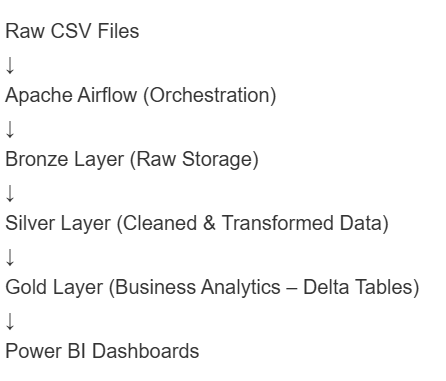 Raw CSV Files
↓
Apache Airflow (Orchestration)
↓
Bronze Layer (Raw Storage)
↓
Silver Layer (Cleaned & Transformed Data)
↓
Gold Layer (Business Analytics – Delta Tables)
↓
Power BI Dashboards